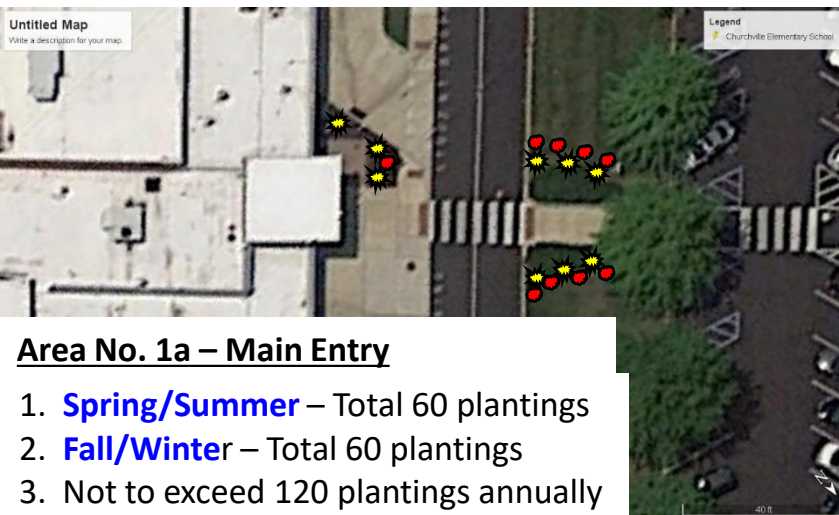 Untitled Map
Write a description for your map.
Legend
Churchville Elementary School
Area No. 1a – Main Entry
1. Spring/Summer – Total 60 plantings
2. Fall/Winter – Total 60 plantings
3. Not to exceed 120 plantings annually
40 ft
N